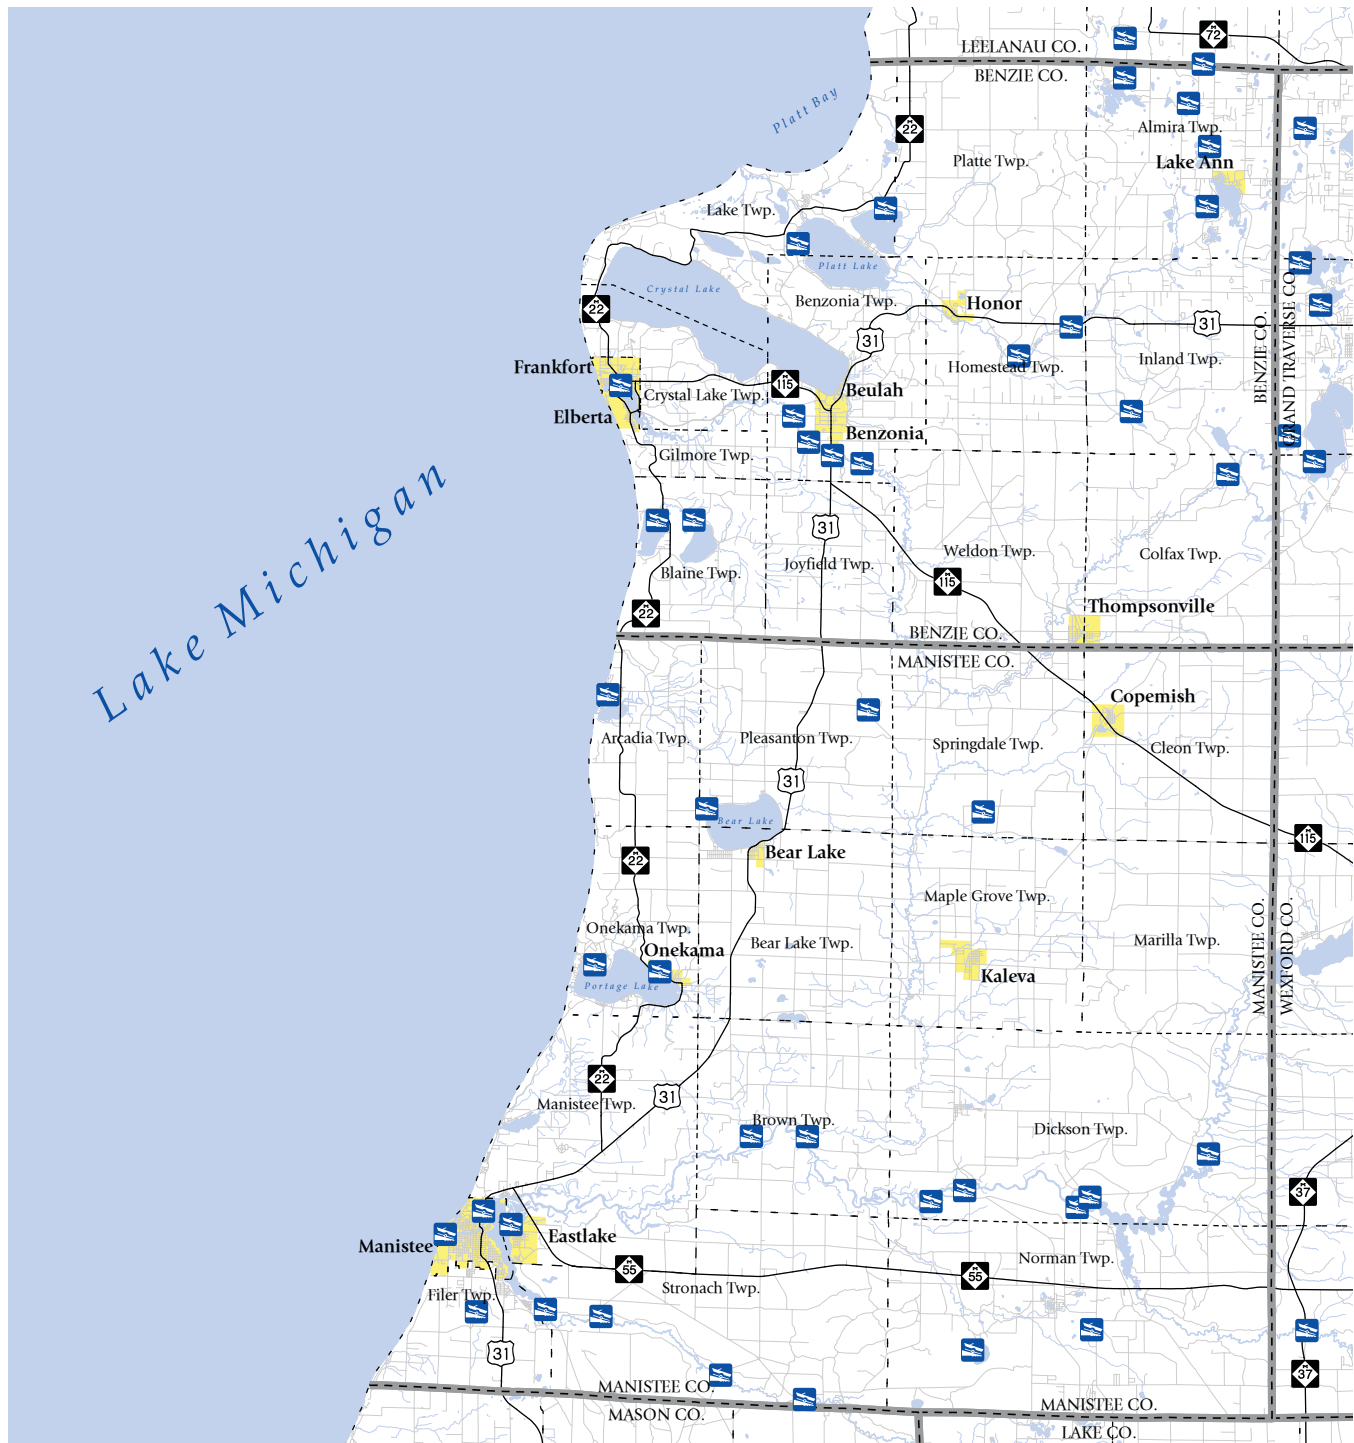 72
M
LEELANAU CO.
BENZIE CO.
Platt Bay
M
22
Almira Twp.
Platte Twp.
Lake Ann
Lake Twp.
Platt Lake
Crystal Lake
Benzonia Twp.
Honor
M
22
31
31
BENZIE CO.
GRAND TRAVERSE CO.
Inland Twp.
Homestead Twp.
Frankfort
M
115
Crystal Lake Twp.
Beulah
Elberta
Benzonia
Gilmore Twp.
Lake Michigan
31
Weldon Twp.
Colfax Twp.
Joyfield Twp.
Blaine Twp.
M
115
Thompsonville
M
22
BENZIE CO.
MANISTEE CO.
Copemish
Arcadia Twp.
Pleasanton Twp.
Springdale Twp.
Cleon Twp.
31
Bear Lake
M
115
Bear Lake
M
22
Maple Grove Twp.
MANISTEE CO.
WEXFORD CO.
Onekama Twp.
Onekama
Bear Lake Twp.
Marilla Twp.
Kaleva
Portage Lake
M
22
31
Manistee Twp.
Brown Twp.
Dickson Twp.
M
37
Eastlake
Manistee
Norman Twp.
M
55
M
55
Stronach Twp.
Filer Twp.
31
M
37
MANISTEE CO.
MASON CO.
MANISTEE CO.
LAKE CO.